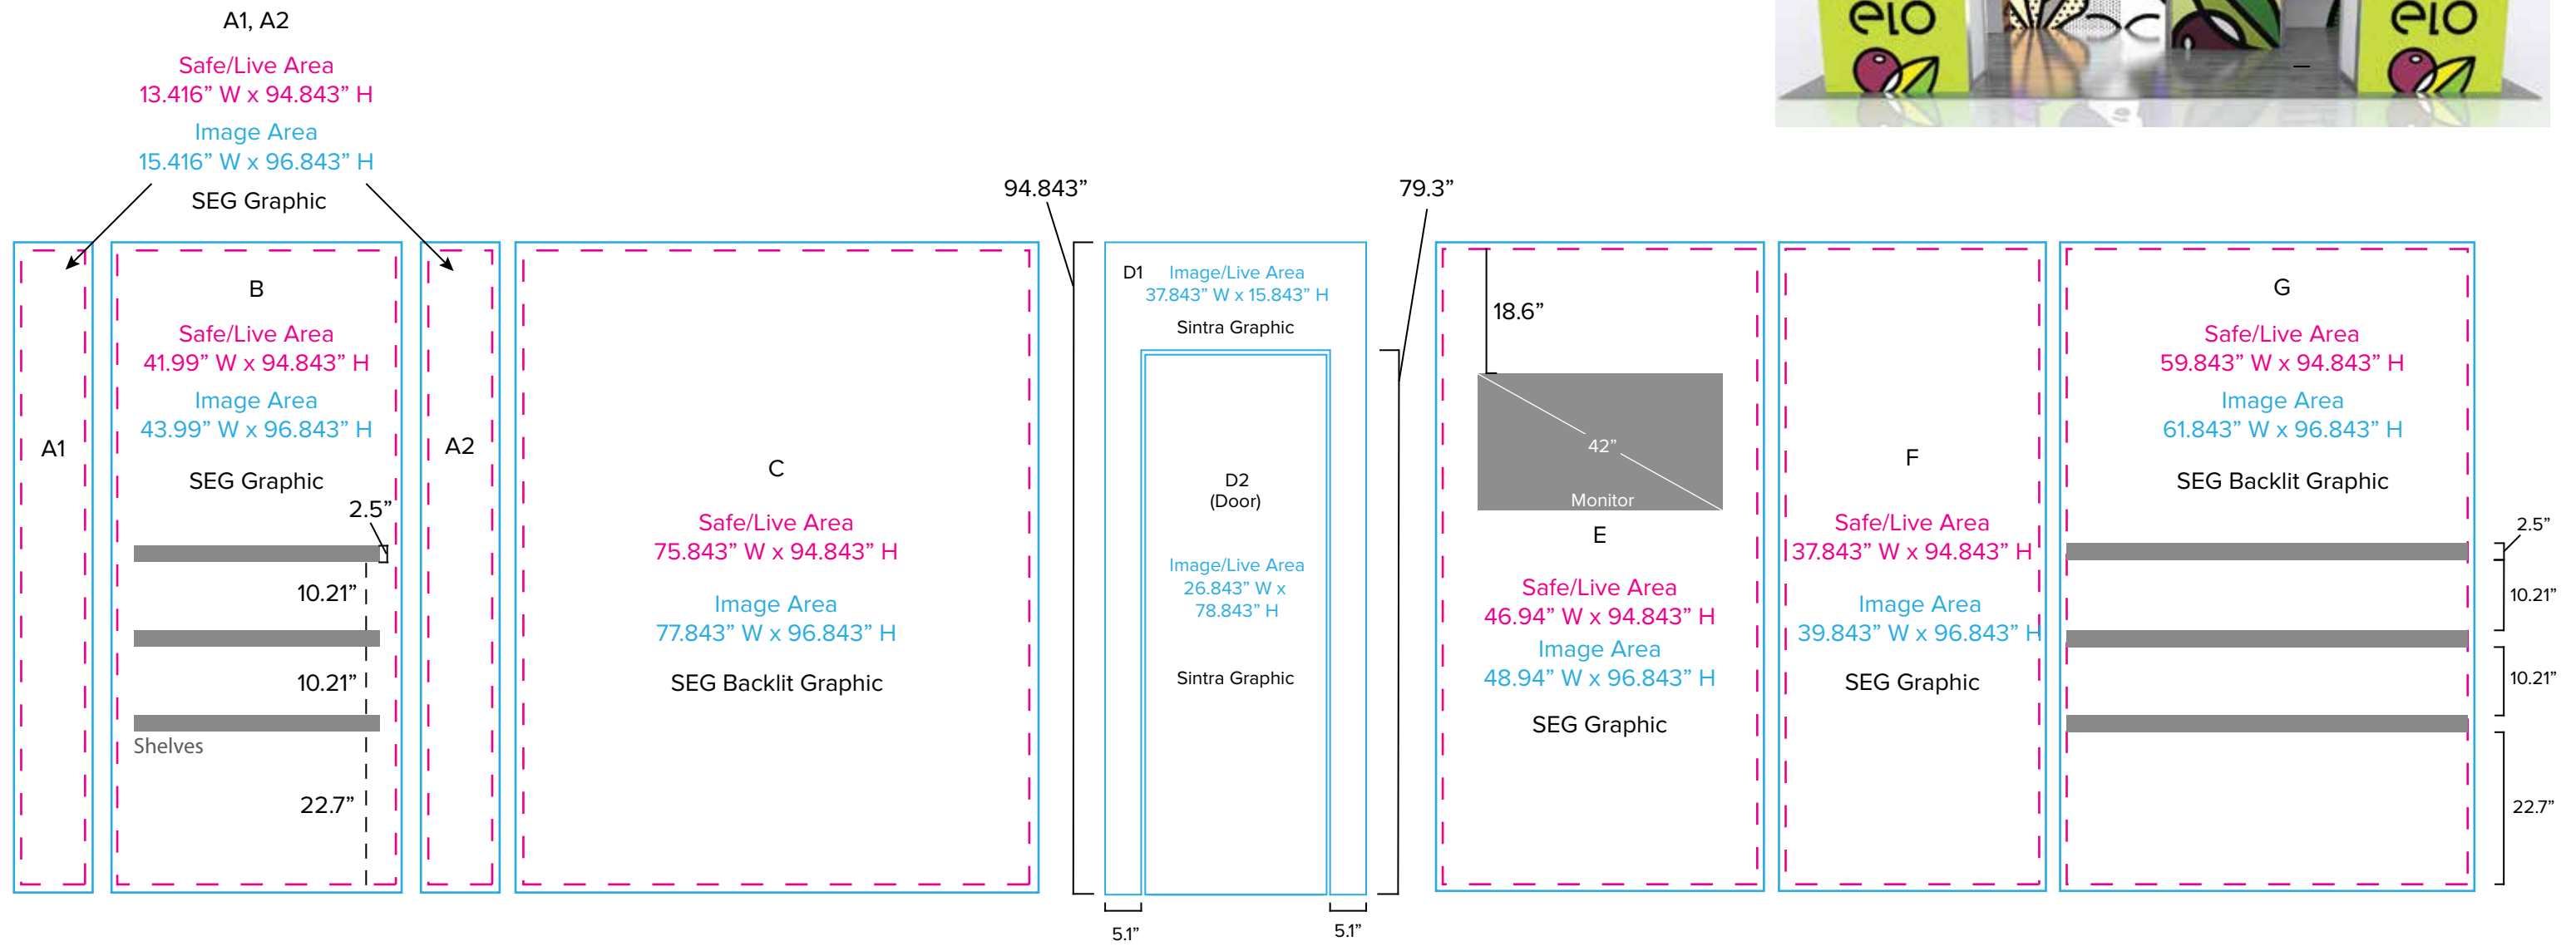 A1, A2
Safe/Live Area
13.416” W x 94.843” H
Image Area
15.416” W x 96.843” H
SEG Graphic
A1
B
Safe/Live Area
41.99” W x 94.843” H
Image Area
43.99” W x 96.843” H
SEG Graphic
2.5”
10.21”
10.21”
Shelves
22.7”
A2
C
Safe/Live Area
75.843” W x 94.843” H
Image Area
77.843” W x 96.843” H
SEG Backlit Graphic
94.843”
79.3”
D1
Image/Live Area
37.843” W x 15.843” H
Sintra Graphic
D2
(Door)
Image/Live Area
26.843” W x
78.843” H
Sintra Graphic
5.1”
5.1”
18.6”
42”
Monitor
E
Safe/Live Area
46.94” W x 94.843” H
Image Area
48.94” W x 96.843” H
SEG Graphic
F
Safe/Live Area
37.843” W x 94.843” H
Image Area
39.843” W x 96.843” H
SEG Graphic
G
Safe/Live Area
59.843” W x 94.843” H
Image Area
61.843” W x 96.843” H
SEG Backlit Graphic
2.5”
10.21”
10.21”
22.7”
elo
elo